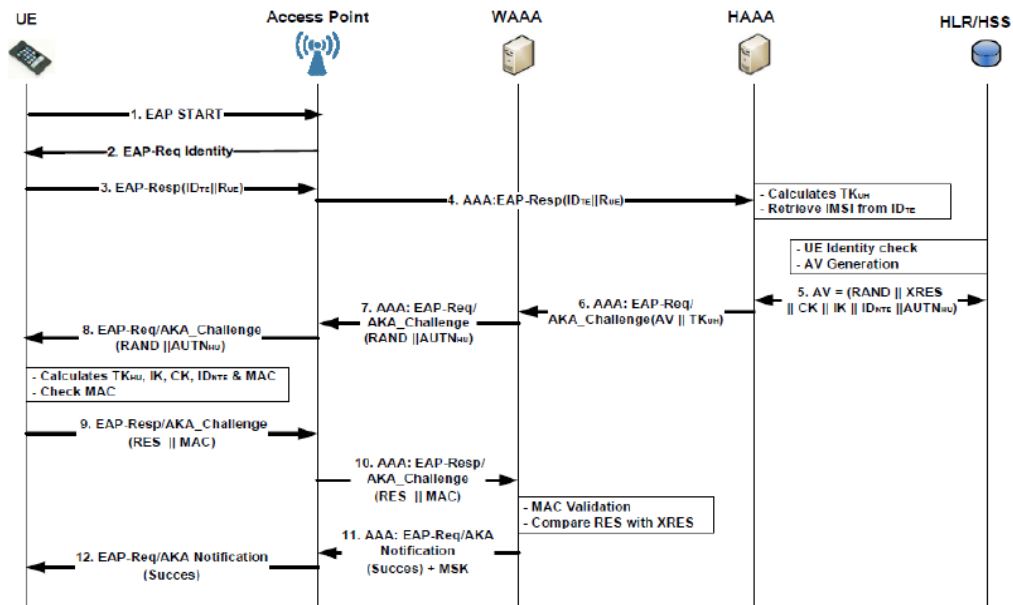 UE
Access Point
WAAA
HAAA
HLR/HSS
1. EAP START
2. EAP-Req Identity
3. EAP-Resp(IDTE||RUE)
4. AAA:EAP-Resp(IDTE||RUE)
- Calculates TKUH
- Retrieve IMSI from IDTE
- UE Identity check
- AV Generation
5. AV = (RAND || XRES
|| CK || IK || IDNTE ||AUTNHU)
6. AAA: EAP-Req/
AKA_Challenge(AV || TKUH)
7. AAA: EAP-Req/
AKA_Challenge
(RAND ||AUTNHU)
8. EAP-Req/AKA_Challenge
(RAND ||AUTNHU)
- Calculates TKHU, IK, CK, IDNTE & MAC
- Check MAC
9. EAP-Resp/AKA_Challenge
(RES || MAC)
10. AAA: EAP-Resp/
AKA_Challenge
(RES || MAC)
- MAC Validation
- Compare RES with XRES
11. AAA: EAP-Req/AKA
Notification
(Succes) + MSK
12. EAP-Req/AKA Notification
(Succes)